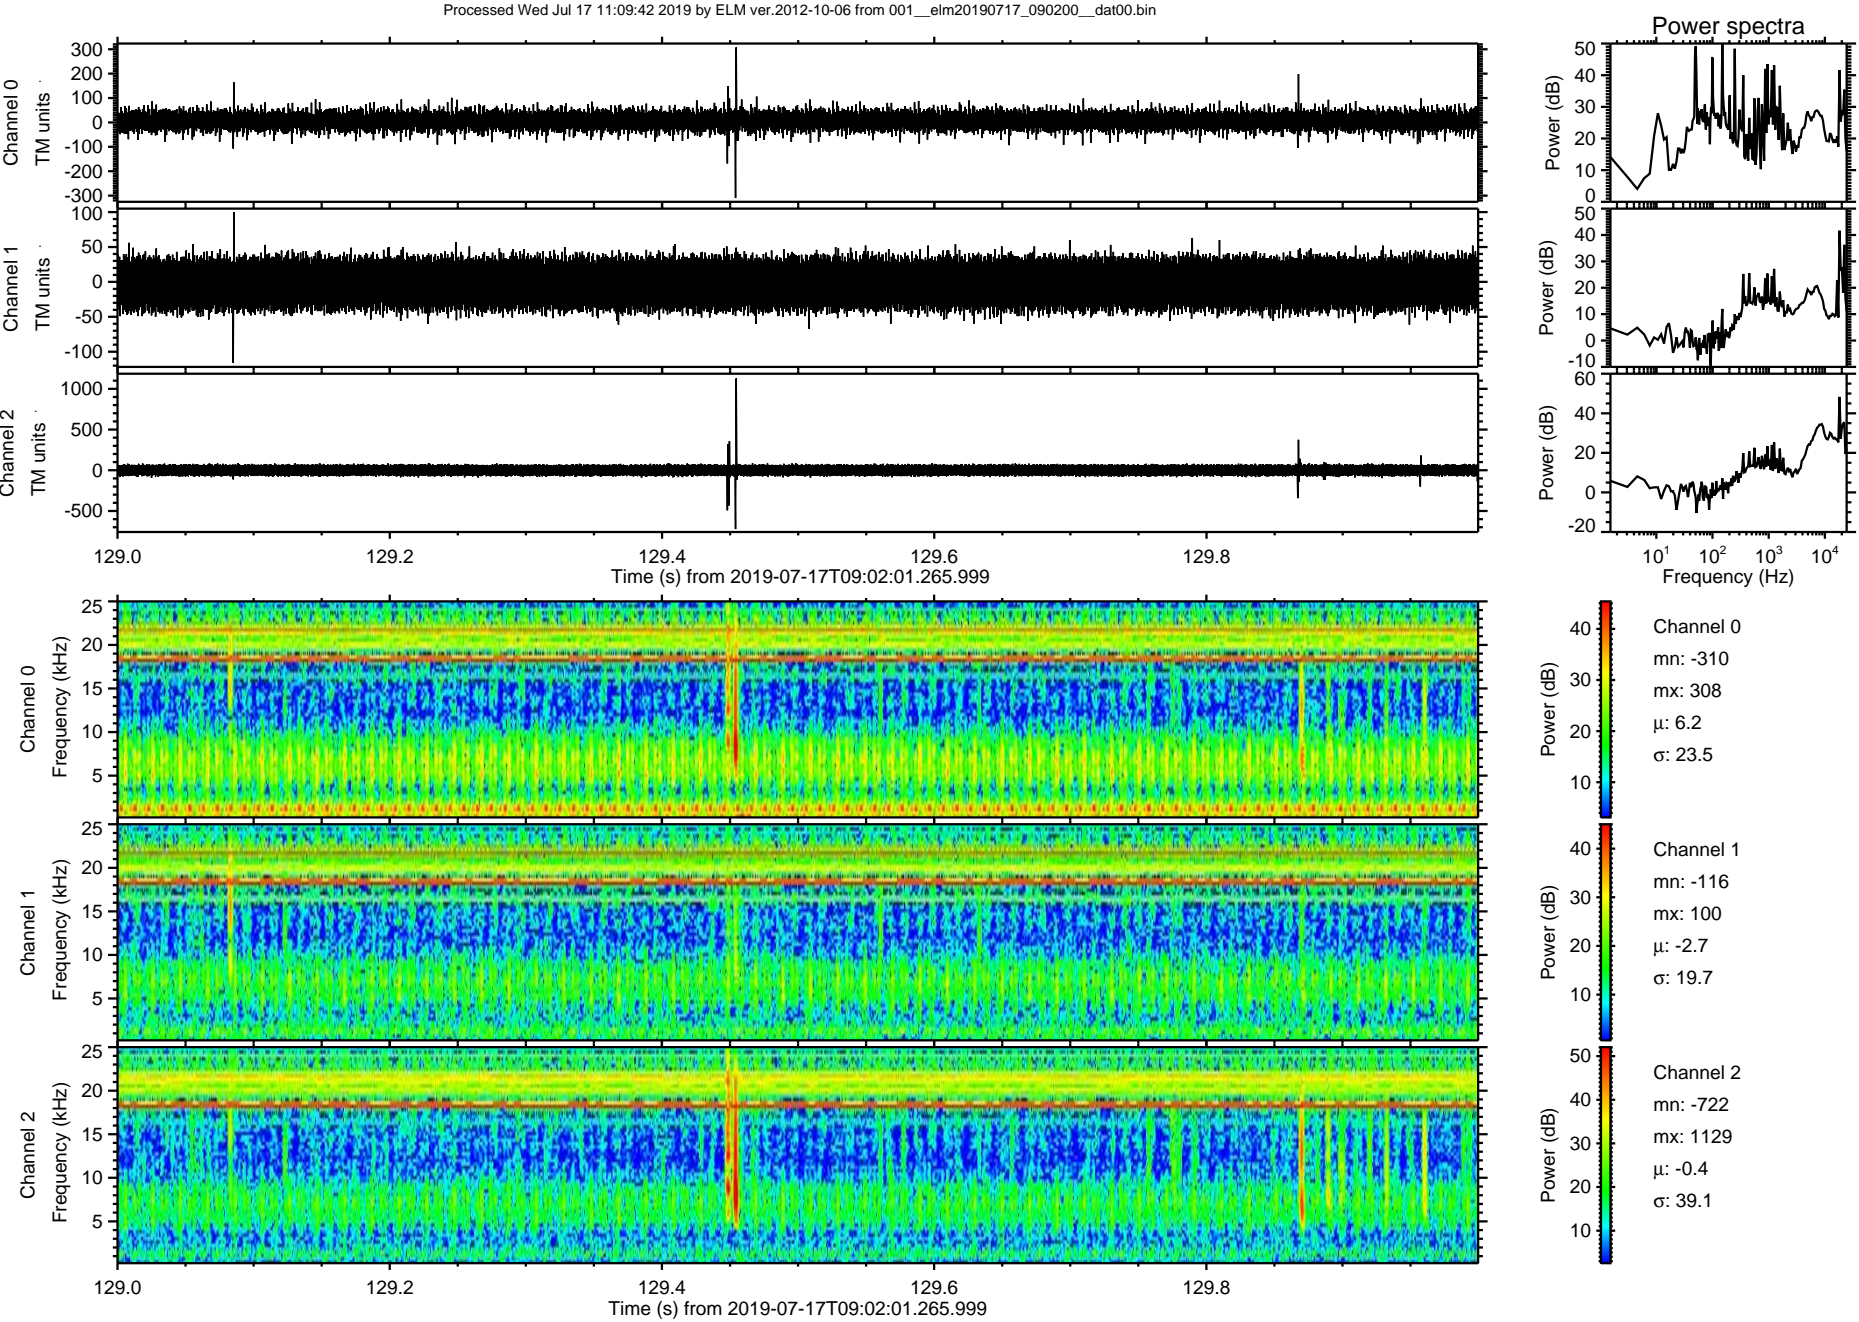 Processed Wed Jul 17 11:09:42 2019 by ELM ver.2012-10-06 from 001__elm20190717_090200__dat00.bin
Power spectra
Channel 0
TM units
300
200
100
0
-100
-200
-300
Power (dB)
50
40
30
20
10
0
Channel 1
TM units
100
50
0
-50
-100
Power (dB)
50
40
30
20
10
0
-10
Channel 2
TM units
1000
500
0
-500
Power (dB)
60
40
20
0
-20
129.0 129.2 129.4 129.6 129.8
Time (s) from 2019-07-17T09:02:01.265.999
10¹ 10² 10³ 10⁴
Frequency (Hz)
Channel 0
Frequency (kHz)
25
20
15
10
5
Power (dB)
40
30
20
10
Channel 0
mn: -310
mx: 308
μ: 6.2
σ: 23.5
Channel 1
Frequency (kHz)
25
20
15
10
5
Power (dB)
40
30
20
10
Channel 1
mn: -116
mx: 100
μ: -2.7
σ: 19.7
Channel 2
Frequency (kHz)
25
20
15
10
5
Power (dB)
50
40
30
20
10
Channel 2
mn: -722
mx: 1129
μ: -0.4
σ: 39.1
129.0 129.2 129.4 129.6 129.8
Time (s) from 2019-07-17T09:02:01.265.999